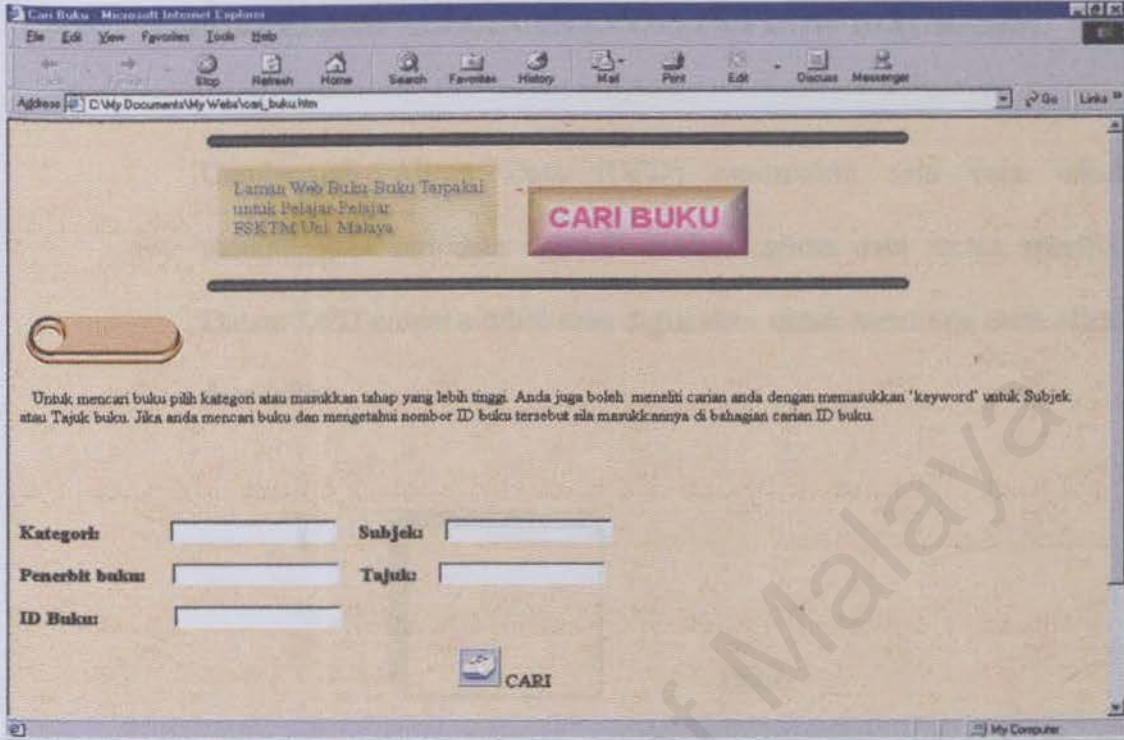 Cari Buku - Microsoft Internet Explorer
File Edit View Favorites Tools Help
Back Forward Stop Refresh Home Search Favorites History Mail Print Edit Discuss Messenger
Address C:\My Documents\My Webs\cari_buku.htm Go Links »
Laman Web Buku-Buku Terpakai
untuk Pelajar-Pelajar
FSKTM Uni. Malaya
CARI BUKU
Untuk mencari buku pilih kategori atau masukkan tahap yang lebih tinggi. Anda juga boleh meneliti carian anda dengan memasukkan 'keyword' untuk Subjek
atau Tajuk buku. Jika anda mencari buku dan mengetahui nombor ID buku tersebut sila masukkannya di bahagian carian ID buku.
Kategori: Subjek:
Penerbit buku: Tajuk:
ID Buku:
CARI
My Computer
of Malaya